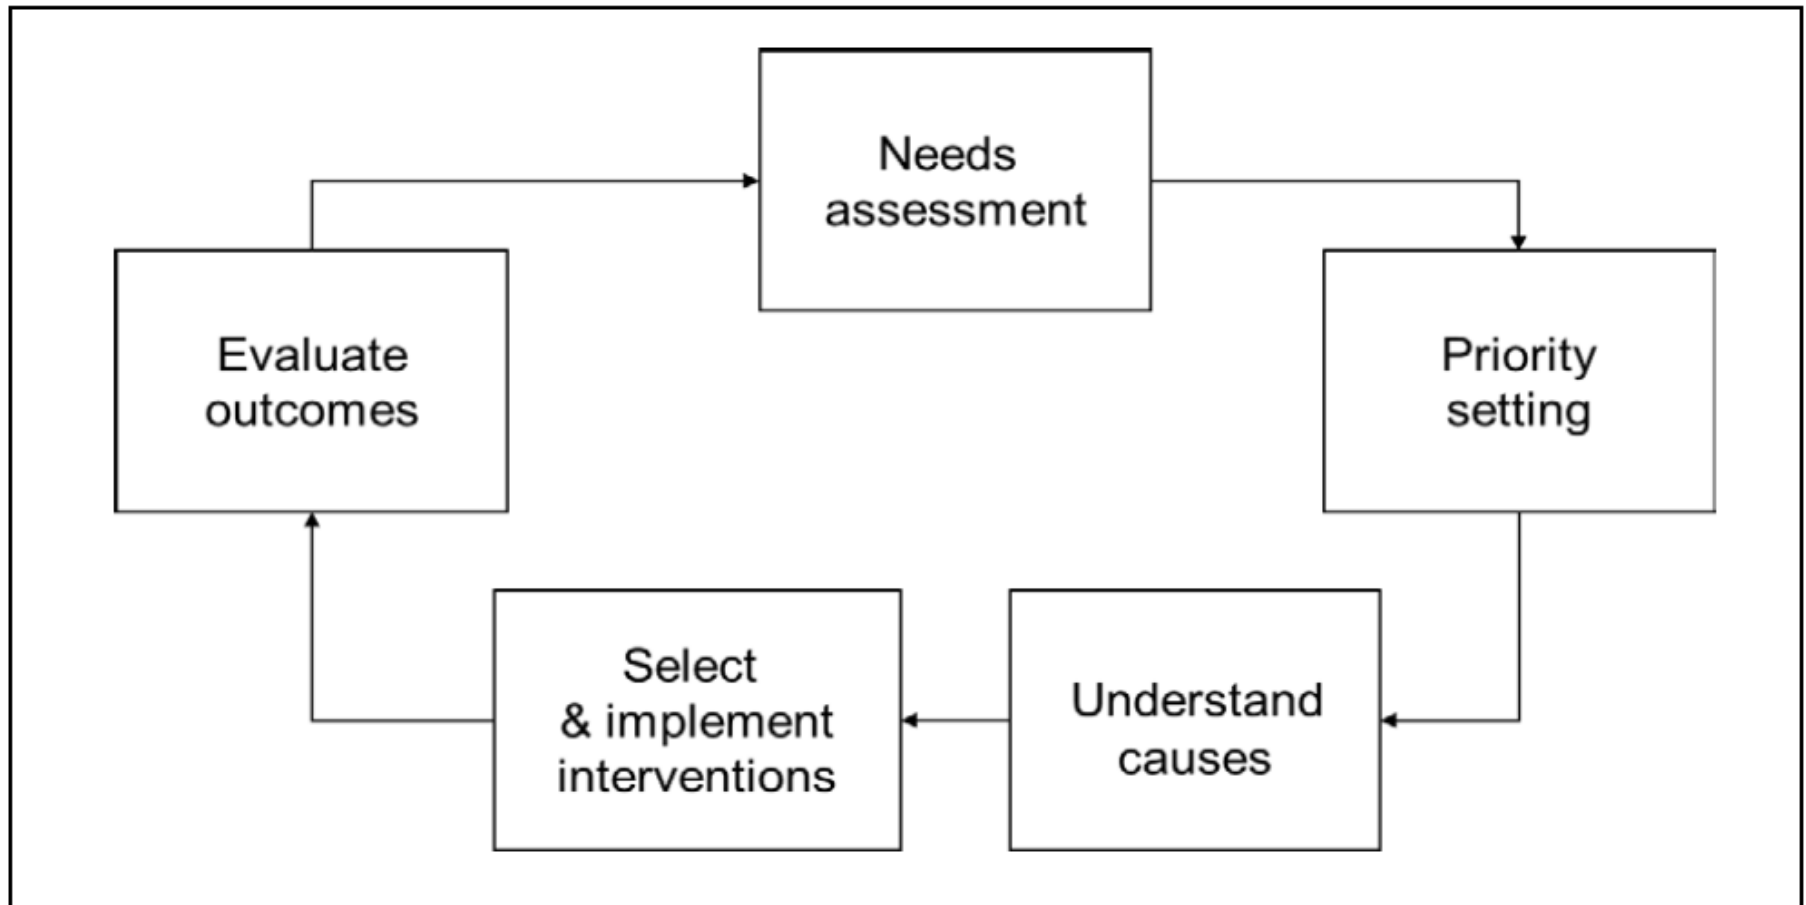 Needs
assessment
Priority
setting
Understand
causes
Select
& implement
interventions
Evaluate
outcomes